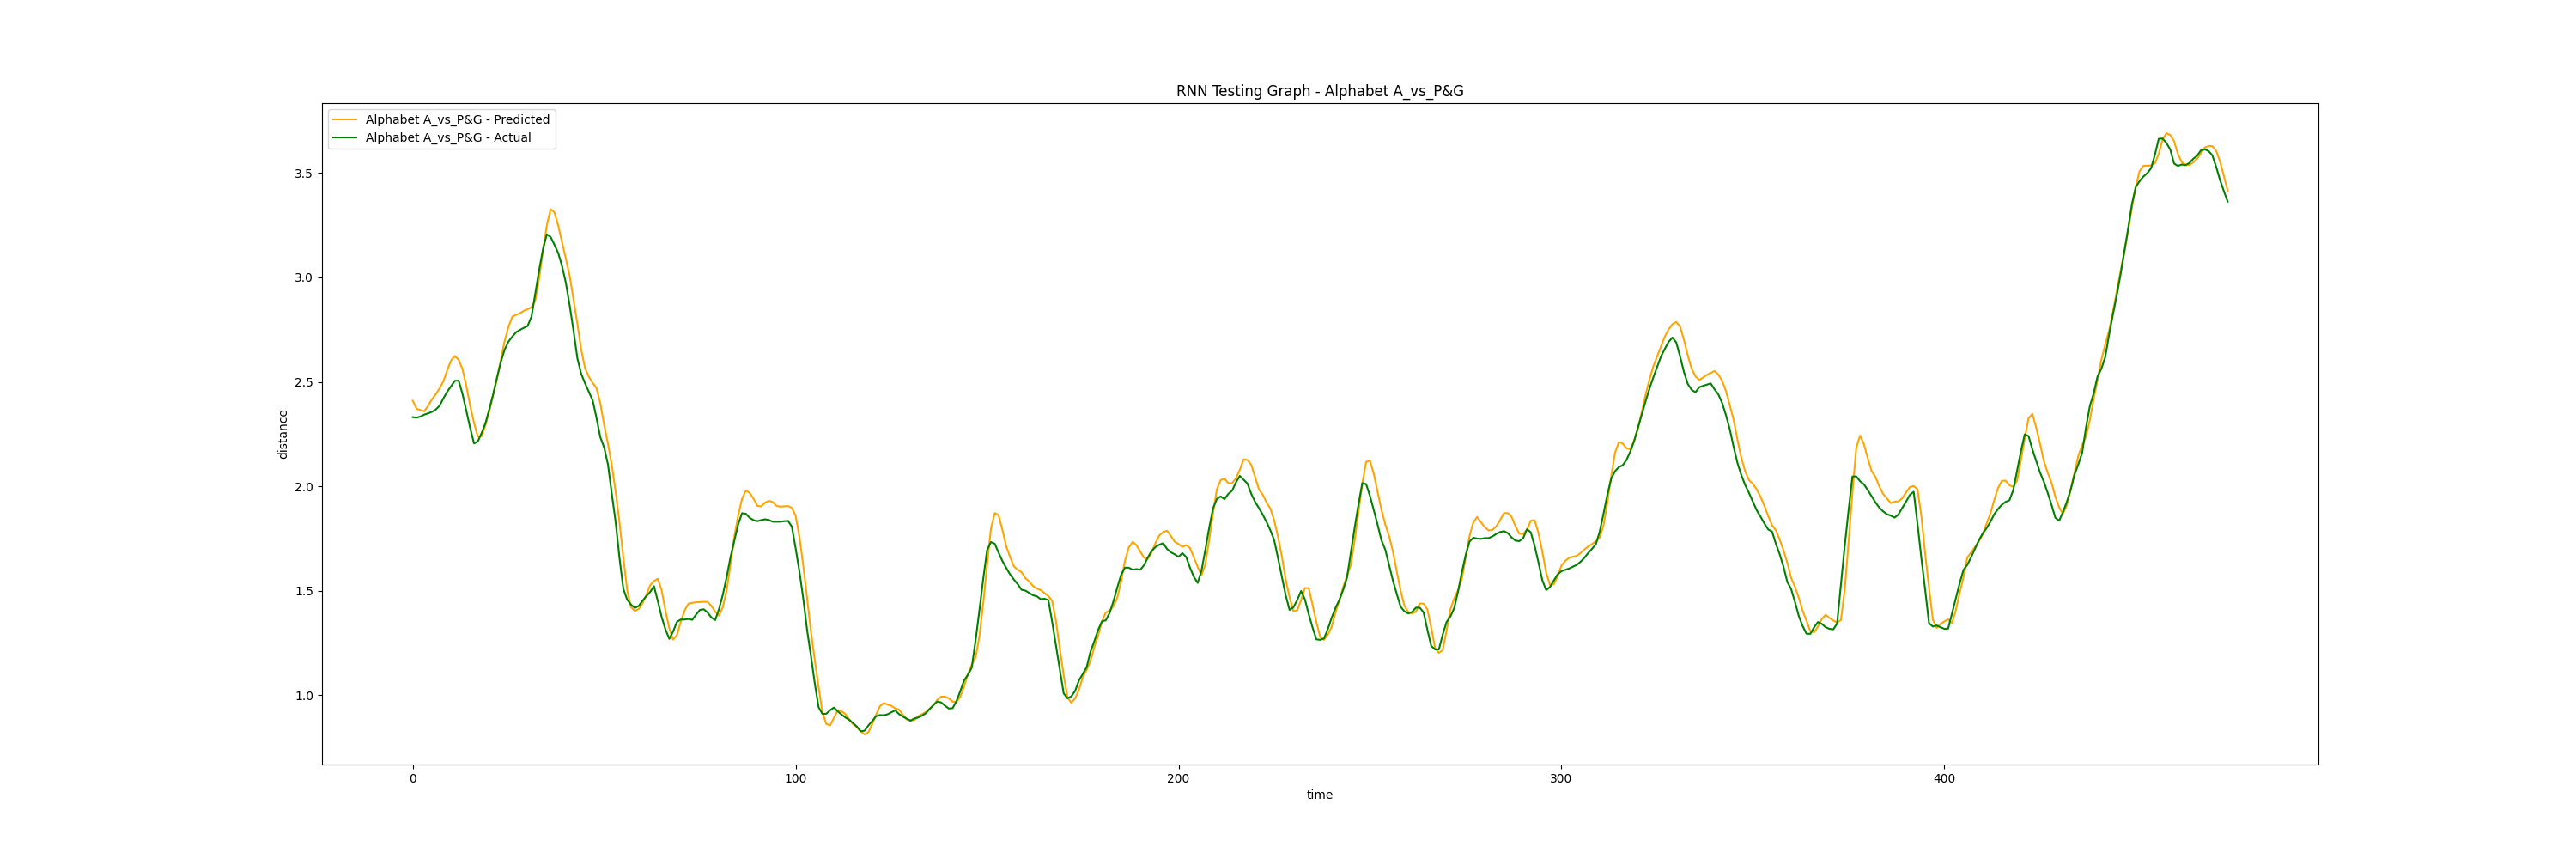 RNN Testing Graph - Alphabet A_vs_P&G
Alphabet A_vs_P&G - Predicted
Alphabet A_vs_P&G - Actual
3.5
3.0
2.5
2.0
1.5
1.0
distance
0 100 200 300 400
time